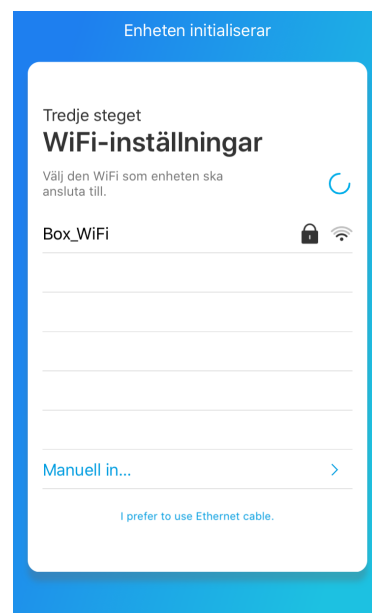 Enheten initialiserar
Tredje steget
WiFi-inställningar
Välj den WiFi som enheten ska
ansluta till.
Box_WiFi
Manuell in...
I prefer to use Ethernet cable.